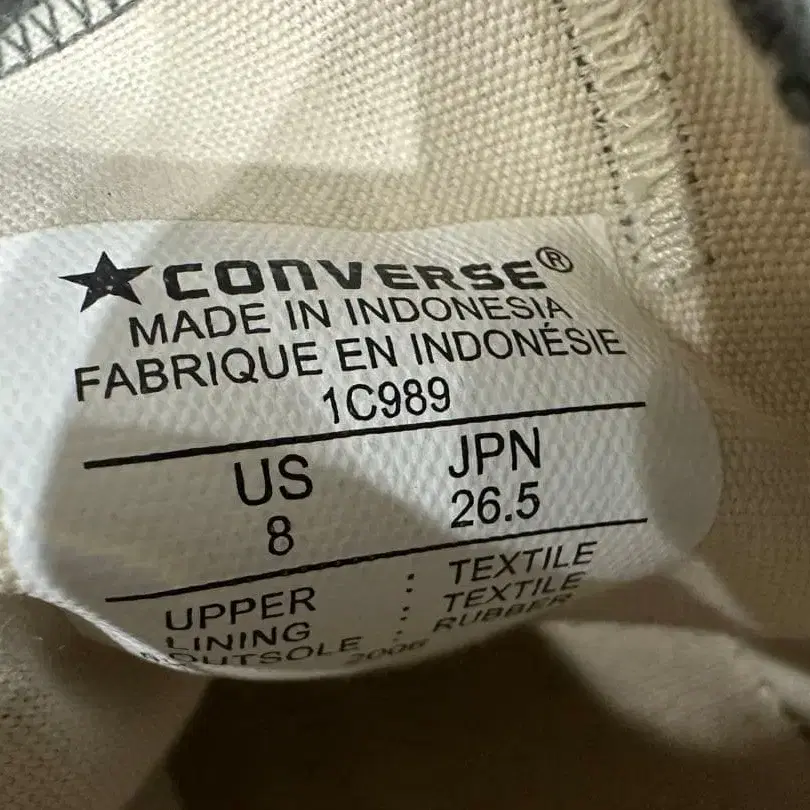 ★CONVERSE®
MADE IN INDONESIA
FABRIQUE EN INDONÉSIE
1C989
US JPN
8 26.5
UPPER : TEXTILE
LINING : TEXTILE
OUTSOLE : RUBBER